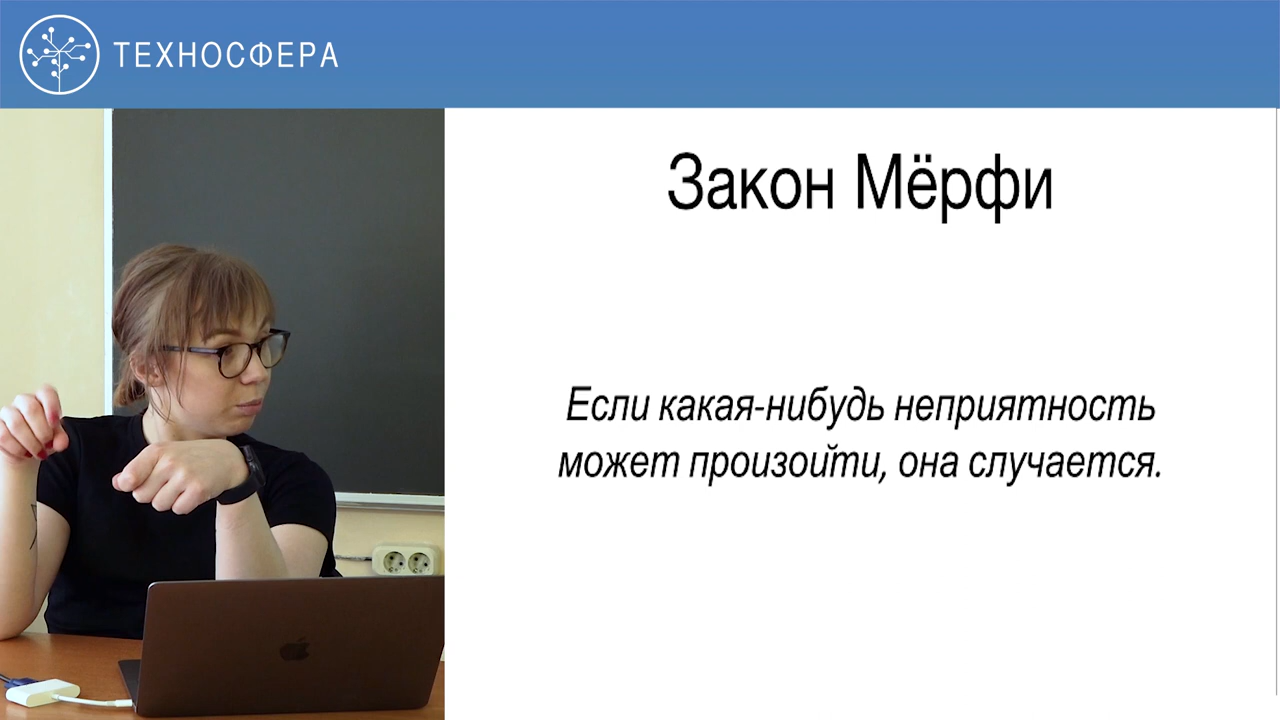 ТЕХНОСФЕРА
Закон Мёрфи
Если какая-нибудь неприятность
может произойти, она случается.